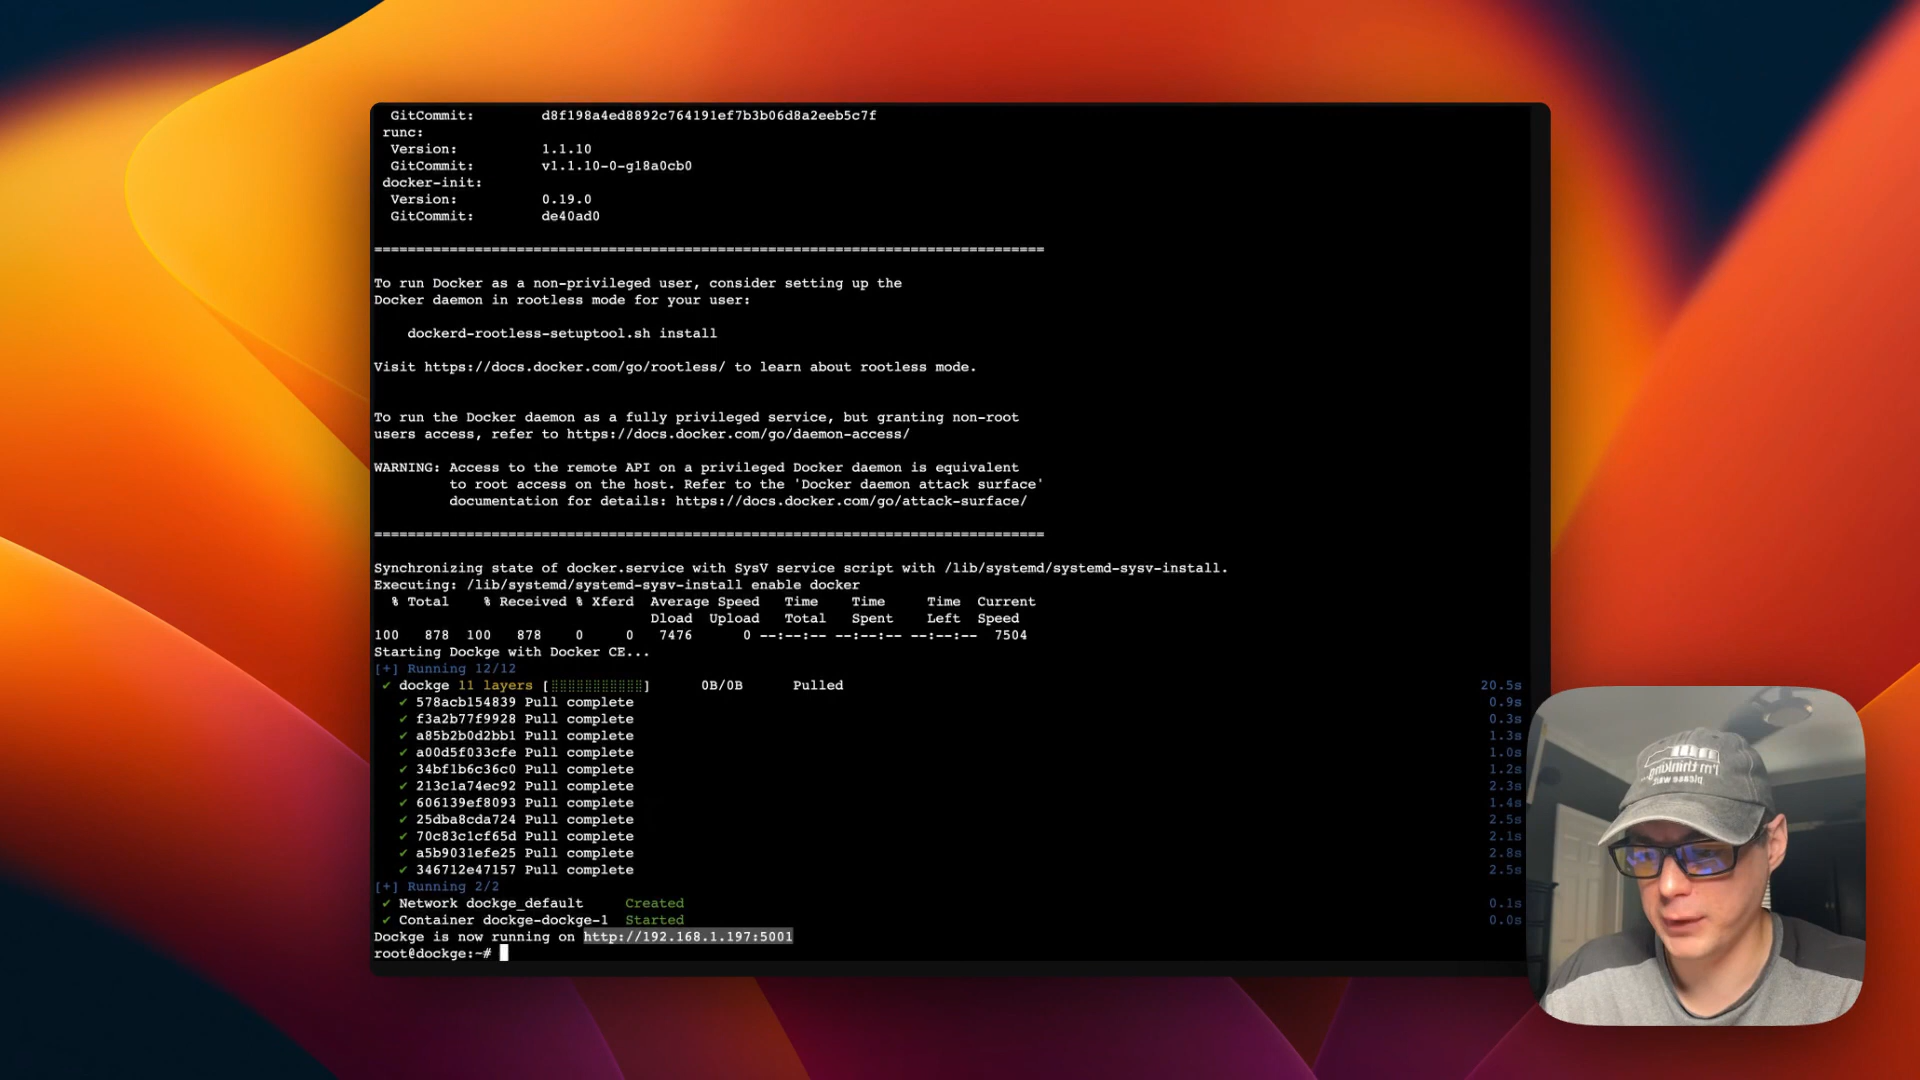 GitCommit: d8f198a4ed8892c764191ef7b3b06d8a2eeb5c7f
runc:
Version: 1.1.10
GitCommit: v1.1.10-0-g18a0cb0
docker-init:
Version: 0.19.0
GitCommit: de40ad0
================================================================================
To run Docker as a non-privileged user, consider setting up the
Docker daemon in rootless mode for your user:
dockerd-rootless-setuptool.sh install
Visit https://docs.docker.com/go/rootless/ to learn about rootless mode.
To run the Docker daemon as a fully privileged service, but granting non-root
users access, refer to https://docs.docker.com/go/daemon-access/
WARNING: Access to the remote API on a privileged Docker daemon is equivalent
to root access on the host. Refer to the 'Docker daemon attack surface'
documentation for details: https://docs.docker.com/go/attack-surface/
================================================================================
Synchronizing state of docker.service with SysV service script with /lib/systemd/systemd-sysv-install.
Executing: /lib/systemd/systemd-sysv-install enable docker
% Total % Received % Xferd Average Speed Time Time Time Current
Dload Upload Total Spent Left Speed
100 878 100 878 0 0 7476 0 --:--:-- --:--:-- --:--:-- 7504
Starting Dockge with Docker CE...
[+] Running 12/12
✔ dockge 11 layers [⣿⣿⣿⣿⣿⣿⣿⣿⣿⣿⣿] 0B/0B Pulled 20.5s
✔ 578acb154839 Pull complete 0.9s
✔ f3a2b77f9928 Pull complete 0.3s
✔ a85b2b0d2bb1 Pull complete 1.3s
✔ a00d5f033cfe Pull complete 1.0s
✔ 34bf1b6c36c0 Pull complete 1.2s
✔ 213c1a74ec92 Pull complete 2.3s
✔ 606139ef8093 Pull complete 1.4s
✔ 25dba8cda724 Pull complete 2.5s
✔ 70c83c1cf65d Pull complete 2.1s
✔ a5b9031efe25 Pull complete 2.8s
✔ 346712e47157 Pull complete 2.5s
[+] Running 2/2
✔ Network dockge_default Created 0.1s
✔ Container dockge-dockge-1 Started 0.0s
Dockge is now running on http://192.168.1.197:5001
root@dockge:~#
I'm thinking
please wait